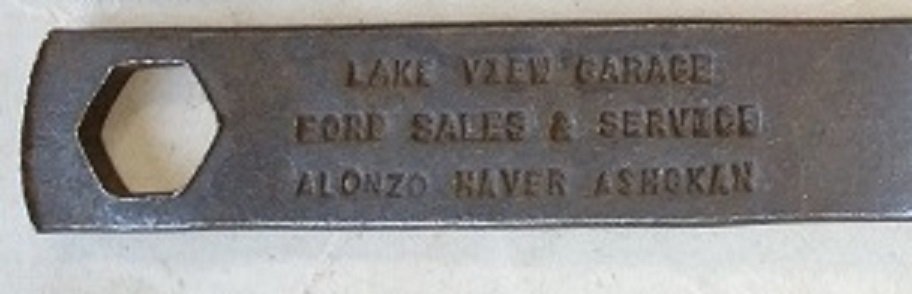 LAKE VIEW GARAGE
FORD SALES & SERVICE
ALONZO HAVER ASHOKAN